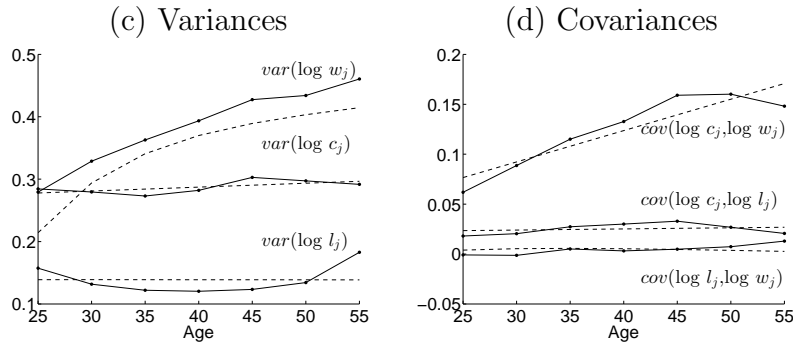 (c) Variances
0.5
0.4
0.3
0.2
0.1
var(log w_j)
var(log c_j)
var(log l_j)
25 30 35 40 45 50 55
Age
(d) Covariances
0.2
0.15
0.1
0.05
0
−0.05
cov(log c_j,log w_j)
cov(log c_j,log l_j)
cov(log l_j,log w_j)
25 30 35 40 45 50 55
Age